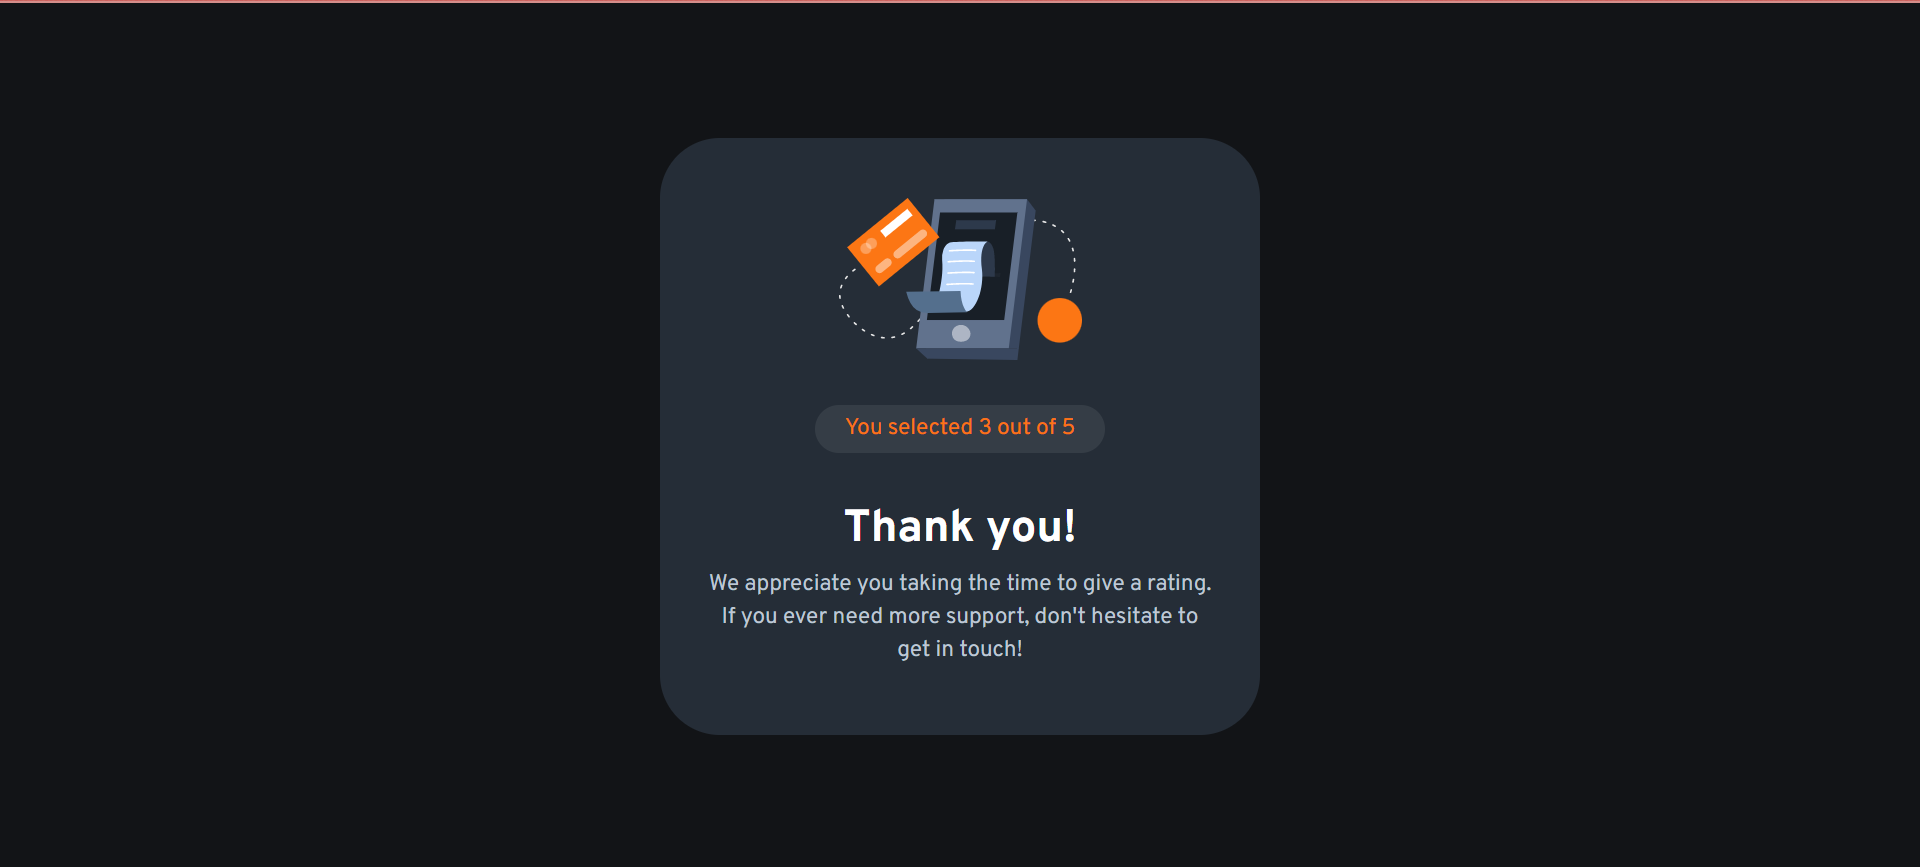 You selected 3 out of 5
Thank you!
We appreciate you taking the time to give a rating.
If you ever need more support, don't hesitate to
get in touch!